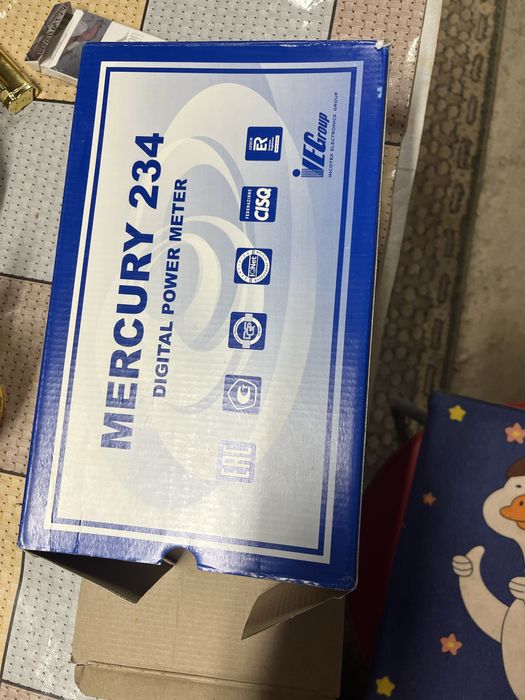 MERCURY 234
DIGITAL POWER METER
FEDERAZIONE
CISQ
IEC Group
INCOTEX ELECTRONICS GROUP